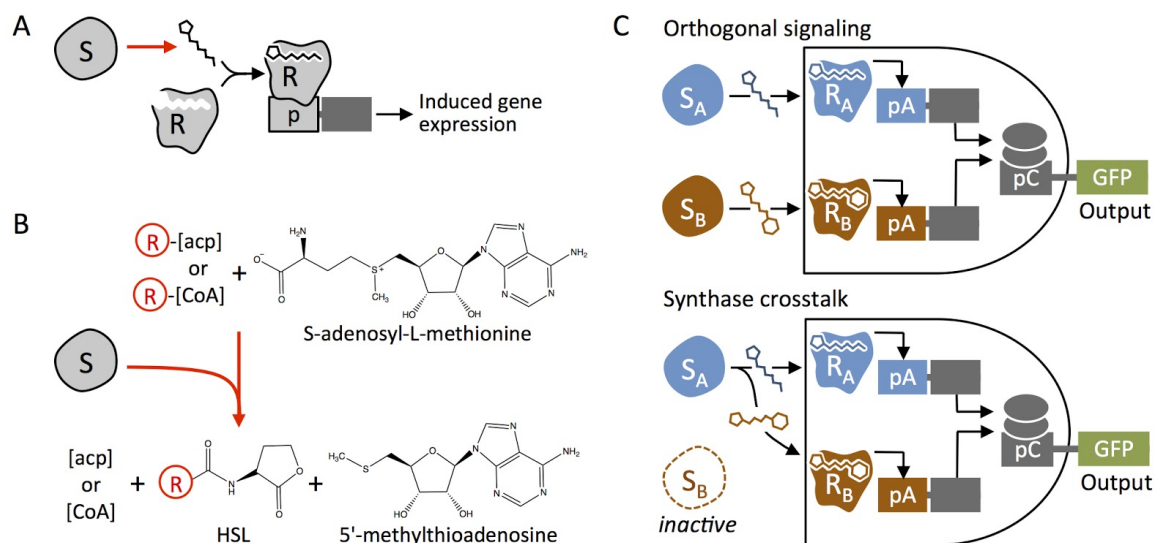 A
S
R
R
p
Induced gene
expression
B
R -[acp]
or
R -[CoA]
+
H₂N
O⁻
O
S⁺
CH₃
O
OH
OH
N
N
N
N
NH₂
S-adenosyl-L-methionine
S
[acp]
or
[CoA]
+
R
O
N
H
O
O
HSL
+
H₃C
S
O
OH
OH
N
N
N
N
NH₂
5'-methylthioadenosine
C
Orthogonal signaling
S_A
R_A
pA
S_B
R_B
pA
pC
GFP
Output
Synthase crosstalk
S_A
R_A
pA
S_B
inactive
R_B
pA
pC
GFP
Output